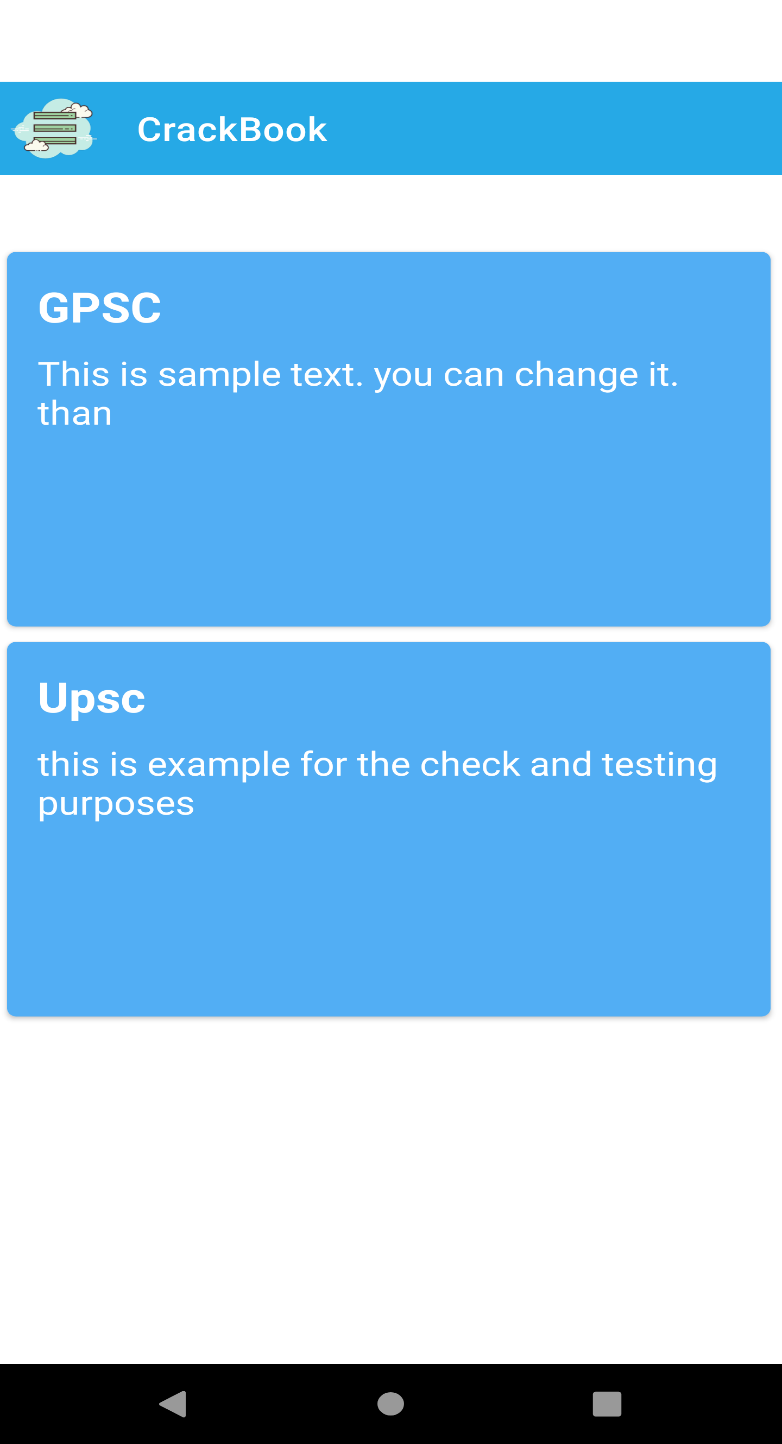 CrackBook
GPSC
This is sample text. you can change it.
than
Upsc
this is example for the check and testing
purposes